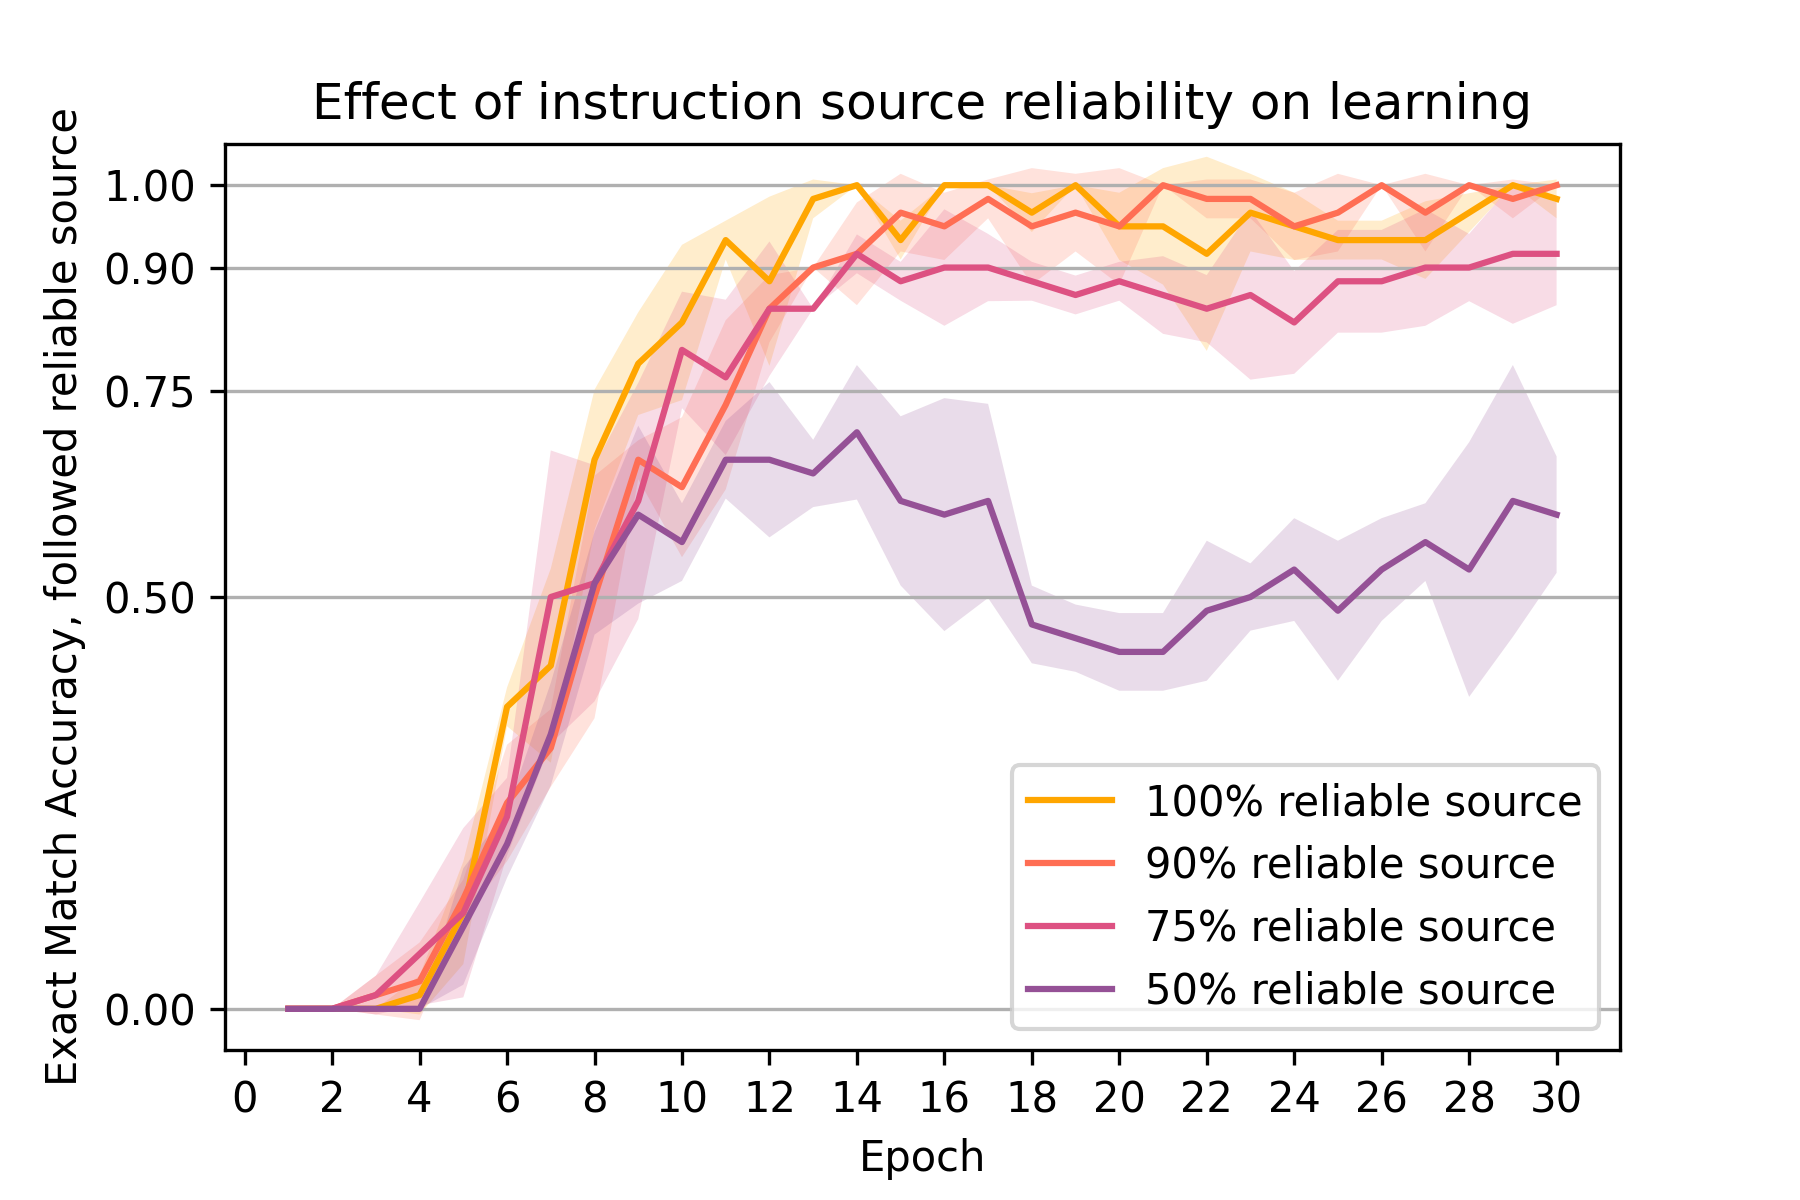 Effect of instruction source reliability on learning
Exact Match Accuracy, followed reliable source
1.00
0.90
0.75
0.50
0.00
100% reliable source
90% reliable source
75% reliable source
50% reliable source
0 2 4 6 8 10 12 14 16 18 20 22 24 26 28 30
Epoch